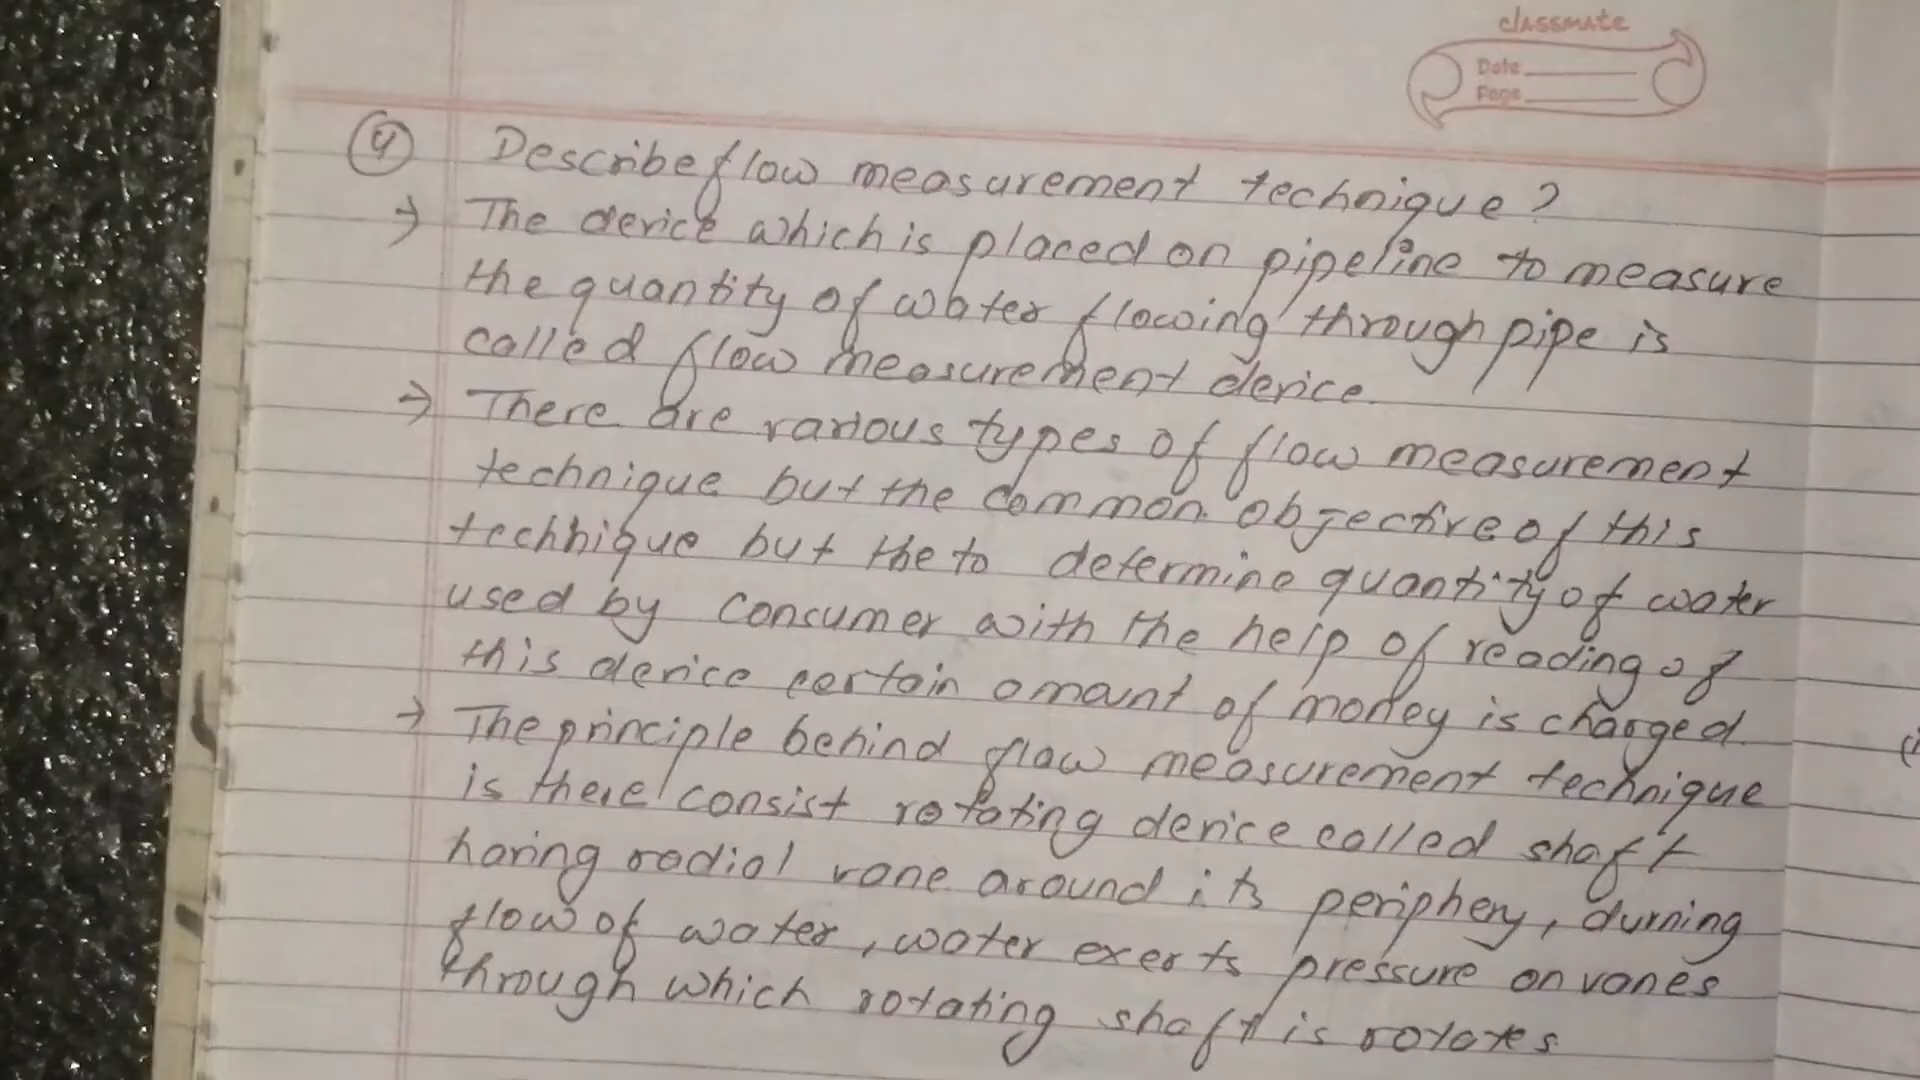 classmate
Date
Page
④ Describe flow measurement technique?
→ The device which is placed on pipeline to measure
the quantity of water flowing through pipe is
called flow measurement device.
→ There are various types of flow measurement
technique but the common objective of this
technique but the to determine quantity of water
used by consumer with the help of reading of
this device certain amount of money is charged.
→ The principle behind flow measurement technique
is there consist rotating device called shaft
having radial vane around its periphery, durning
flow of water, water exerts pressure on vanes
through which rotating shaft is rotates